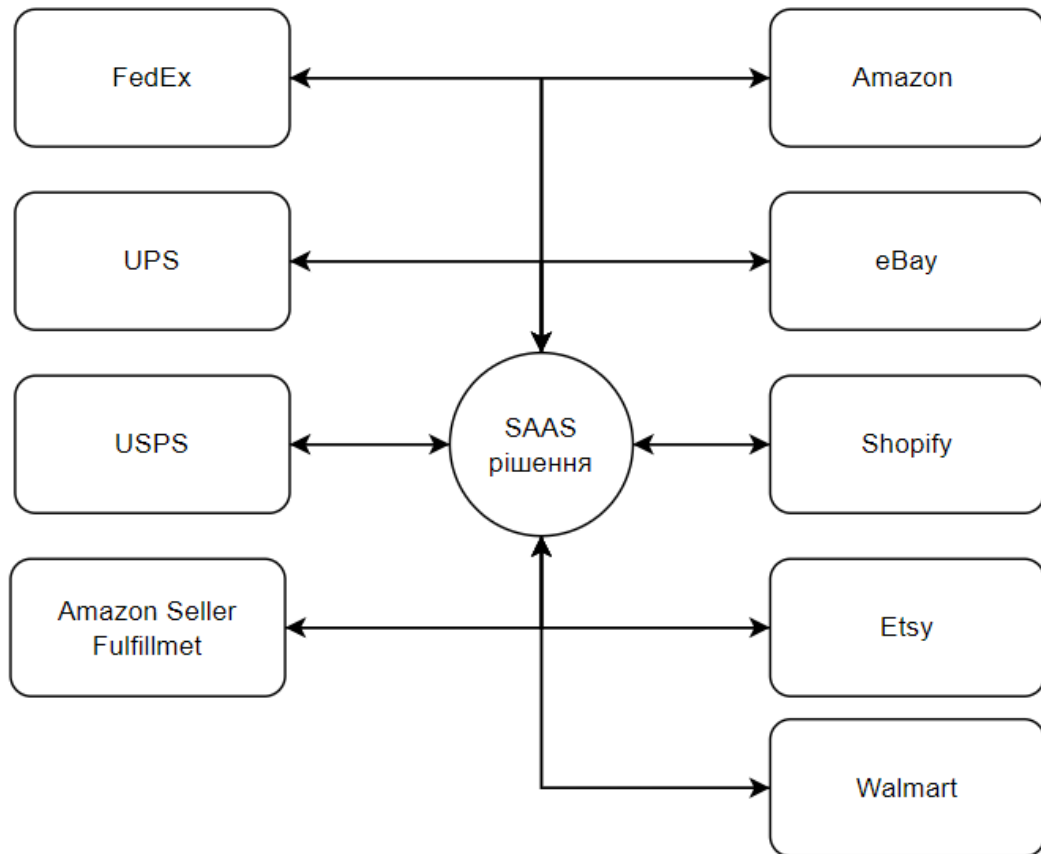 FedEx
Amazon
UPS
eBay
USPS
SAAS
рішення
Shopify
Amazon Seller
Fulfillmet
Etsy
Walmart